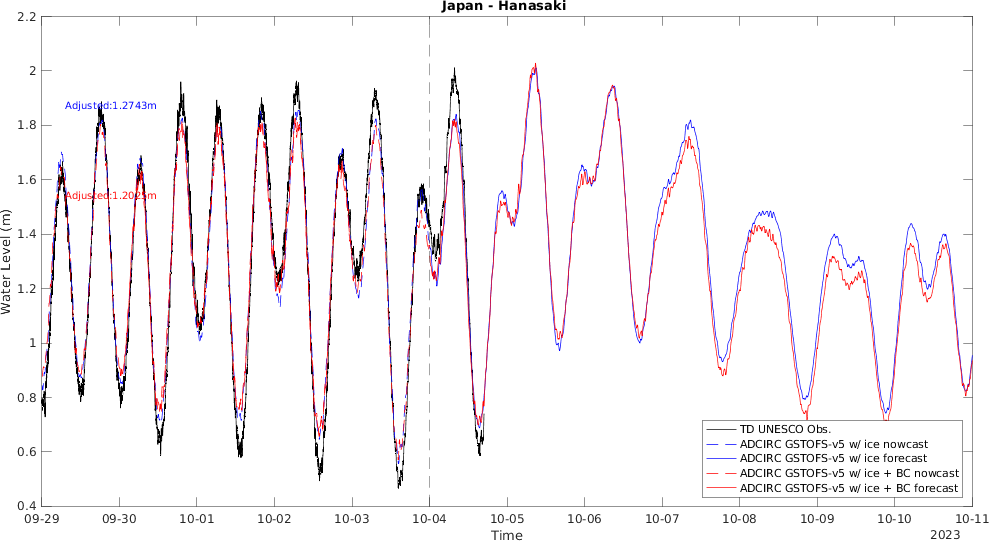 Japan - Hanasaki
2.2
2
1.8
1.6
1.4
1.2
1
0.8
0.6
0.4
Water Level (m)
Adjusted:1.2743m
Adjusted:1.2025m
TD UNESCO Obs.
ADCIRC GSTOFS-v5 w/ ice nowcast
ADCIRC GSTOFS-v5 w/ ice forecast
ADCIRC GSTOFS-v5 w/ ice + BC nowcast
ADCIRC GSTOFS-v5 w/ ice + BC forecast
09-29 09-30 10-01 10-02 10-03 10-04 10-05 10-06 10-07 10-08 10-09 10-10 10-11
Time
2023